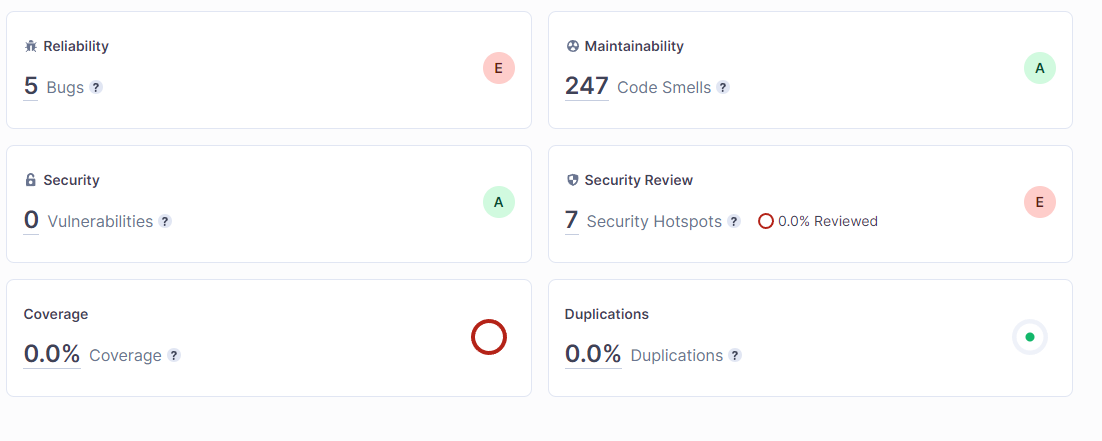 Reliability
5 Bugs ?
E
Maintainability
247 Code Smells ?
A
Security
0 Vulnerabilities ?
A
Security Review
7 Security Hotspots ? 0.0% Reviewed
E
Coverage
0.0% Coverage ?
Duplications
0.0% Duplications ?